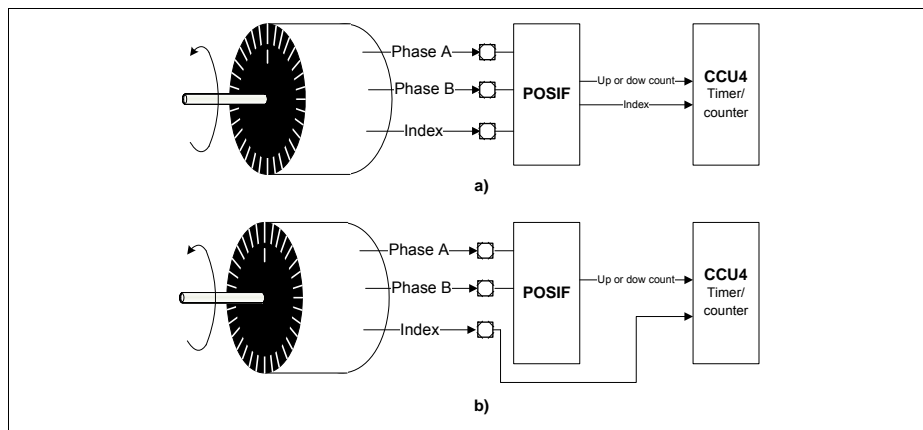 Phase A
Phase B
Index
POSIF
Up or dow count
Index
CCU4
Timer/
counter
a)
Phase A
Phase B
Index
POSIF
Up or dow count
CCU4
Timer/
counter
b)